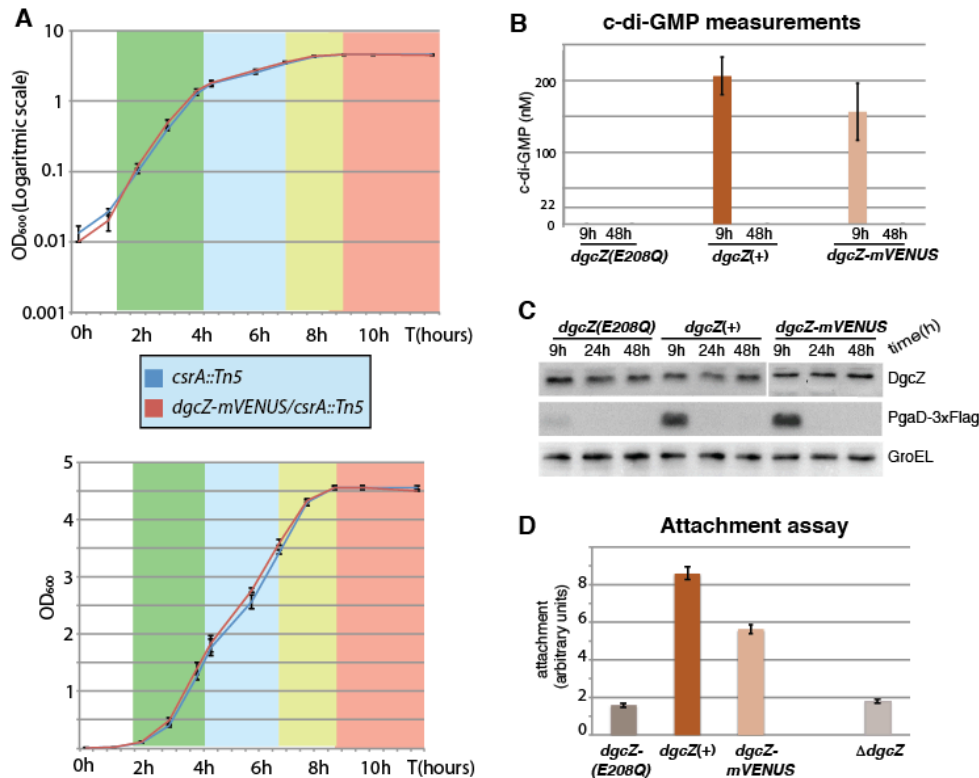 A
10
1
0.1
0.01
0.001
OD600 (Logaritmic scale)
0h 2h 4h 6h 8h 10h T(hours)
csrA::Tn5
dgcZ-mVENUS/csrA::Tn5
5
4
3
2
1
OD600
0h 2h 4h 6h 8h 10h T(hours)
B c-di-GMP measurements
c-di-GMP (nM)
200
100
22
0
9h 48h 9h 48h 9h 48h
dgcZ(E208Q) dgcZ(+) dgcZ-mVENUS
C
dgcZ(E208Q) dgcZ(+) dgcZ-mVENUS
9h 24h 48h 9h 24h 48h 9h 24h 48h time(h)
DgcZ
PgaD-3xFlag
GroEL
D Attachment assay
attachment
(arbitrary units)
8
6
4
2
0
dgcZ-(E208Q) dgcZ(+) dgcZ-mVENUS ΔdgcZ